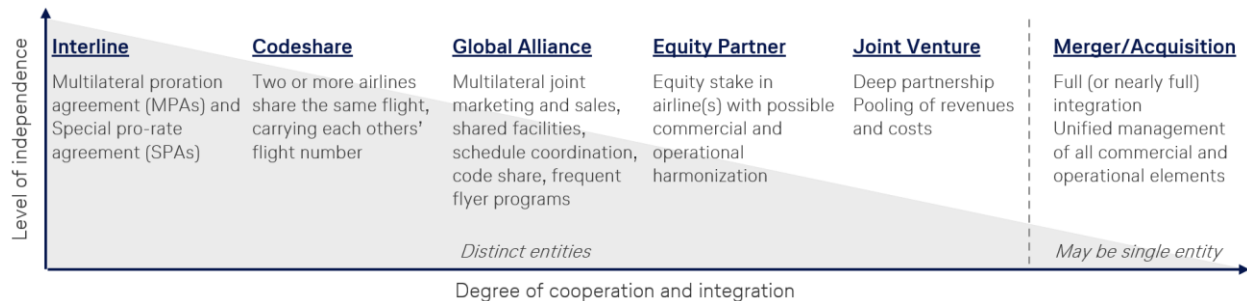 Level of independence
Interline
Multilateral proration
agreement (MPAs) and
Special pro-rate
agreement (SPAs)
Codeshare
Two or more airlines
share the same flight,
carrying each others'
flight number
Global Alliance
Multilateral joint
marketing and sales,
shared facilities,
schedule coordination,
code share, frequent
flyer programs
Equity Partner
Equity stake in
airline(s) with possible
commercial and
operational
harmonization
Joint Venture
Deep partnership
Pooling of revenues
and costs
Merger/Acquisition
Full (or nearly full)
integration
Unified management
of all commercial and
operational elements
Distinct entities
May be single entity
Degree of cooperation and integration